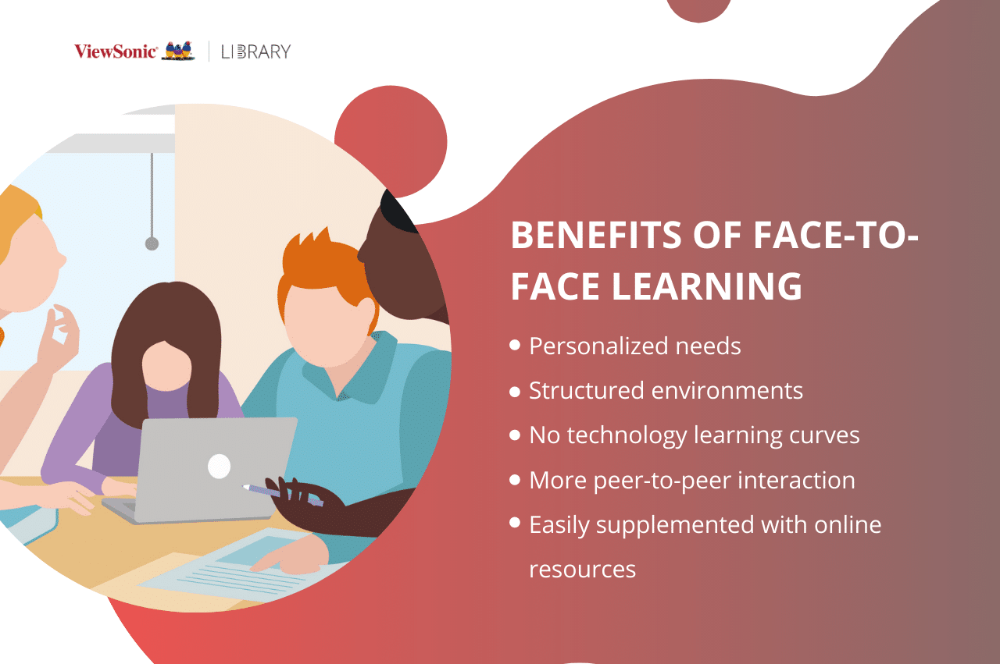 ViewSonic LIBRARY
BENEFITS OF FACE-TO-
FACE LEARNING
Personalized needs
Structured environments
No technology learning curves
More peer-to-peer interaction
Easily supplemented with online
resources